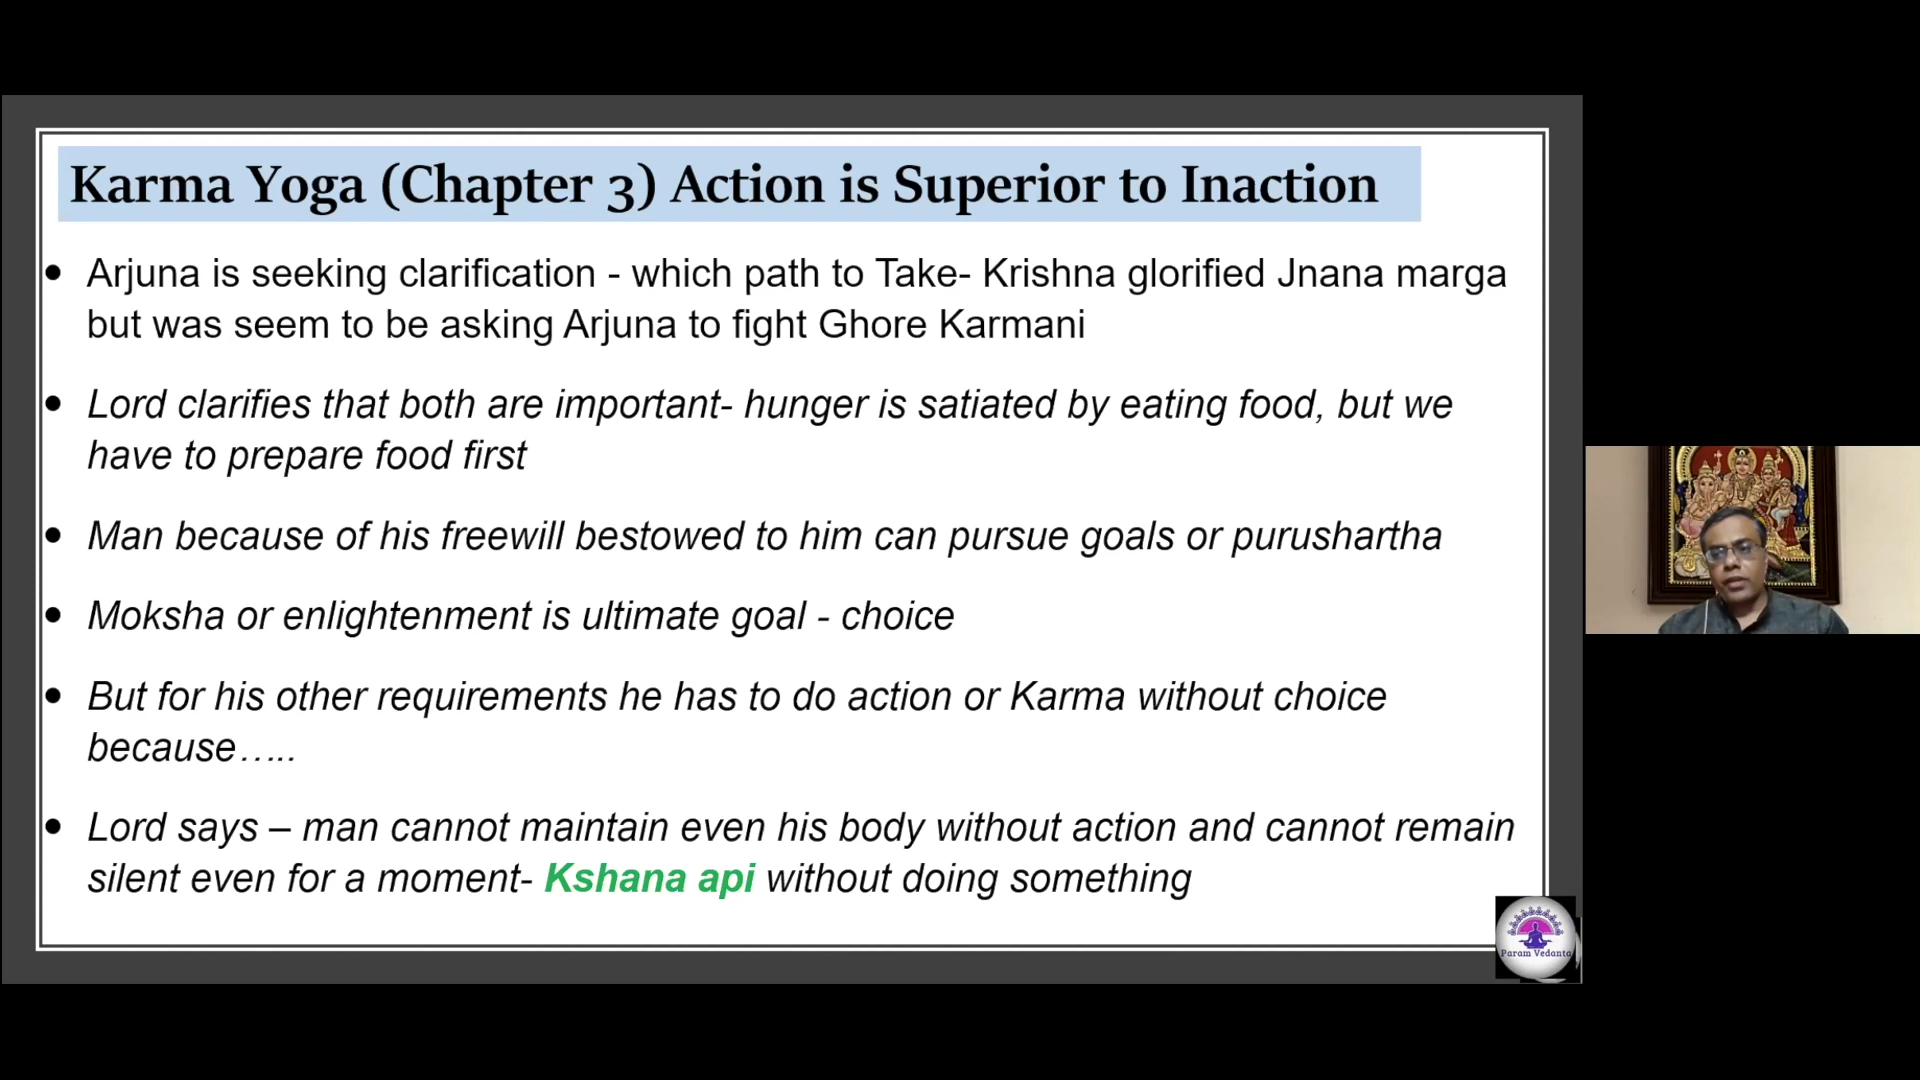 Karma Yoga (Chapter 3) Action is Superior to Inaction
• Arjuna is seeking clarification - which path to Take- Krishna glorified Jnana marga
but was seem to be asking Arjuna to fight Ghore Karmani
• Lord clarifies that both are important- hunger is satiated by eating food, but we
have to prepare food first
• Man because of his freewill bestowed to him can pursue goals or purushartha
• Moksha or enlightenment is ultimate goal - choice
• But for his other requirements he has to do action or Karma without choice
because…..
• Lord says – man cannot maintain even his body without action and cannot remain
silent even for a moment- Kshana api without doing something
Param Vedanta